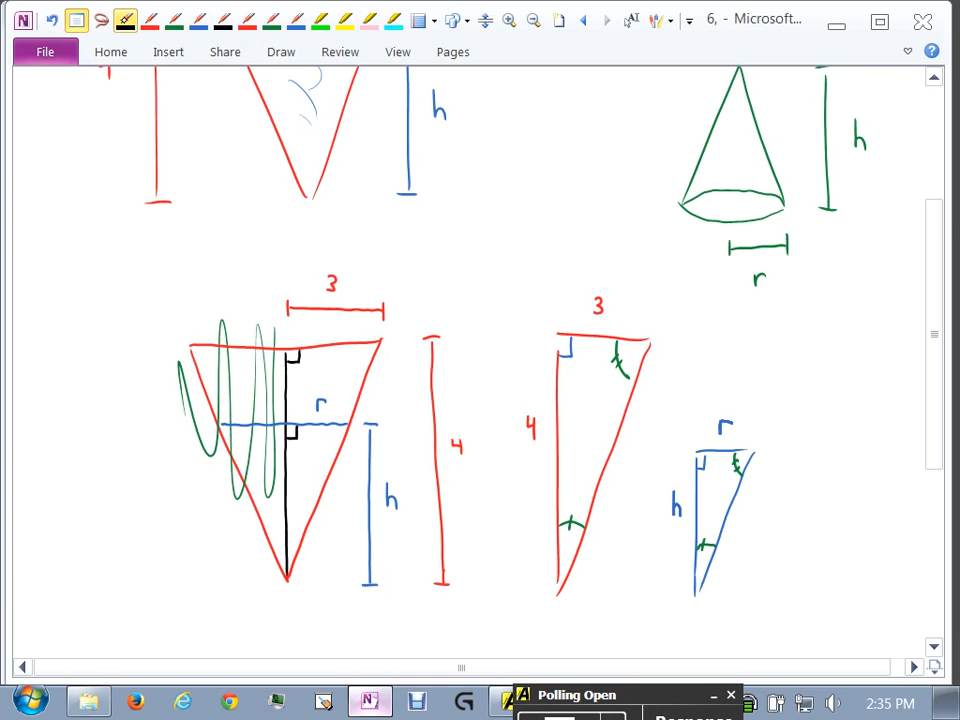 6, - Microsoft...
File Home Insert Share Draw Review View Pages
h
h
r
3
3
r
4
4
r
h
h
Polling Open
2:35 PM